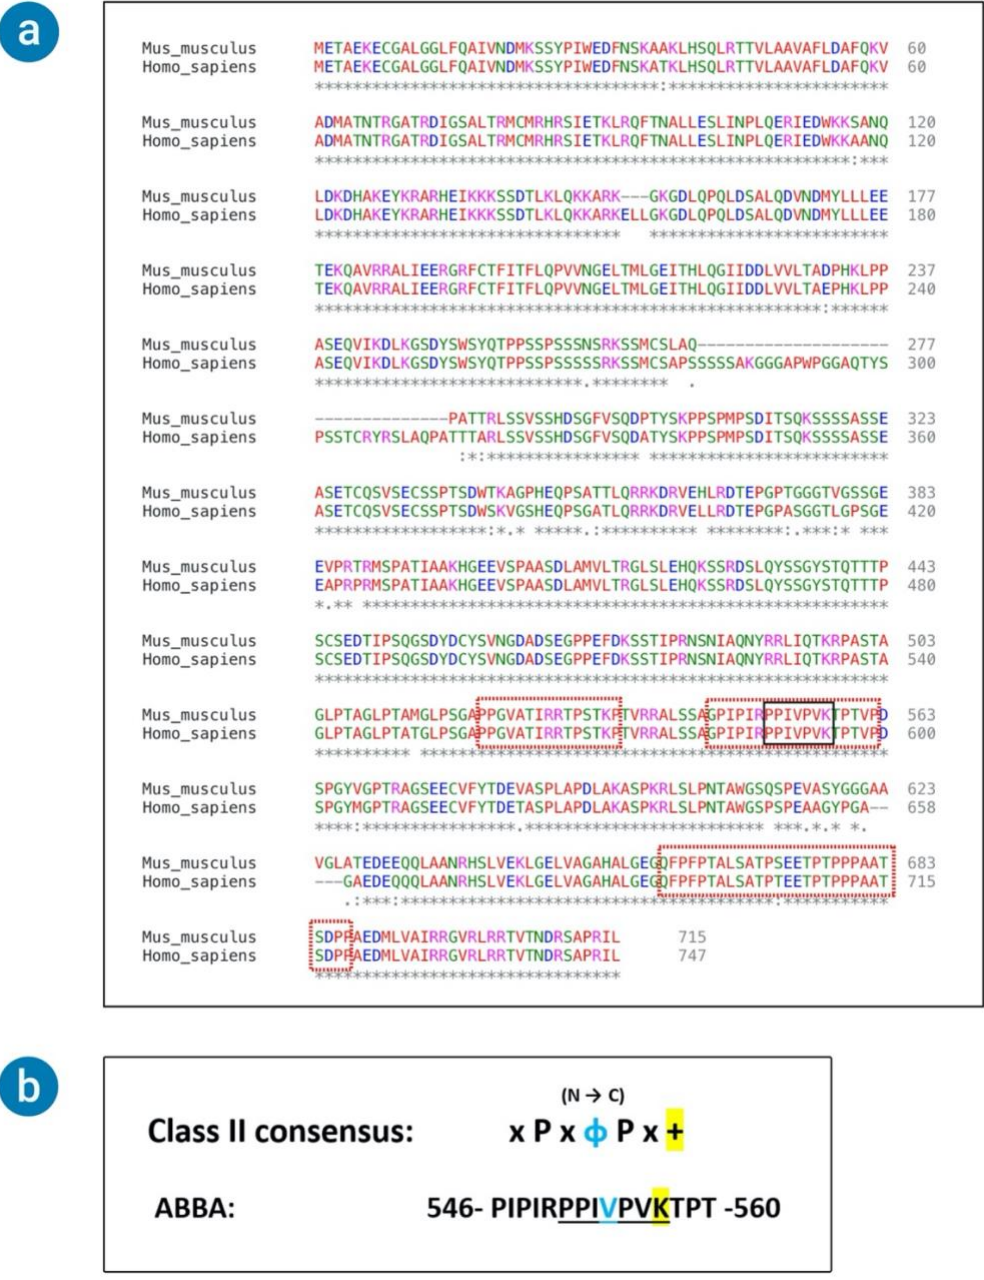 a
Mus_musculus METAEKECGALGGLFQAIVNDMKSSYPIWEDFNSKAAKLHSQLRTTVLAAVAFLDAFQKV 60
Homo_sapiens METAEKECGALGGLFQAIVNDMKSSYPIWEDFNSKATKLHSQLRTTVLAAVAFLDAFQKV 60
************************************:***********************
Mus_musculus ADMATNTRGATRDIGSALTRMCMRHRSIETKLRQFTNALLESLINPLQERIEDWKKSANQ 120
Homo_sapiens ADMATNTRGATRDIGSALTRMCMRHRSIETKLRQFTNALLESLINPLQERIEDWKKAANQ 120
********************************************************:***
Mus_musculus LDKDHAKEYKRARHEIKKKSSDTLKLQKKARK---GKGDLQPQLDSALQDVNDMYLLLEE 177
Homo_sapiens LDKDHAKEYKRARHEIKKKSSDTLKLQKKARKELLGKGDLQPQLDSALQDVNDMYLLLEE 180
******************************** *************************
Mus_musculus TEKQAVRRALIEERGRFCTFITFLQPVVNGELTMLGEITHLQGIIDDLVVLTADPHKLPP 237
Homo_sapiens TEKQAVRRALIEERGRFCTFITFLQPVVNGELTMLGEITHLQGIIDDLVVLTAEPHKLPP 240
*****************************************************:******
Mus_musculus ASEQVIKDLKGSDYSWSYQTPPSSPSSSNSRKSSMCSLAQ-------------------- 277
Homo_sapiens ASEQVIKDLKGSDYSWSYQTPPSSPSSSSSRKSSMCSAPSSSSSAKGGGAPWPGGAQTYS 300
****************************.******** .
Mus_musculus --------------PATTRLSSVSSHDSGFVSQDPTYSKPPSPMPSDITSQKSSSSASSE 323
Homo_sapiens PSSTCRYRSLAQPATTTARLSSVSSHDSGFVSQDATYSKPPSPMPSDITSQKSSSSASSE 360
:*:**************** *************************
Mus_musculus ASETCQSVSECSSPTSDWTKAGPHEQPSATTLQRRKDRVEHLRDTEPGPTGGGTVGSSGE 383
Homo_sapiens ASETCQSVSECSSPTSDWSKVGSHEQPSGATLQRRKDRVELLRDTEPGPASGGTLGPSGE 420
******************:*.* *****.:********** ********:.***:* ***
Mus_musculus EVPRTRMSPATIAAKHGEEVSPAASDLAMVLTRGLSLEHQKSSRDSLQYSSGYSTQTTTP 443
Homo_sapiens EAPRPRMSPATIAAKHGEEVSPAASDLAMVLTRGLSLEHQKSSRDSLQYSSGYSTQTTTP 480
*.** *******************************************************
Mus_musculus SCSEDTIPSQGSDYDCYSVNGDADSEGPPEFDKSSTIPRNSNIAQNYRRLIQTKRPASTA 503
Homo_sapiens SCSEDTIPSQGSDYDCYSVNGDADSEGPPEFDKSSTIPRNSNIAQNYRRLIQTKRPASTA 540
************************************************************
Mus_musculus GLPTAGLPTAMGLPSGAPPGVATIRRTPSTKPTVRRALSSAGPIPIRPPIVPVKTPTVPD 563
Homo_sapiens GLPTAGLPTATGLPSGAPPGVATIRRTPSTKPTVRRALSSAGPIPIRPPIVPVKTPTVPD 600
********** *************************************************
Mus_musculus SPGYVGPTRAGSEECVFYTDEVASPLAPDLAKASPKRLSLPNTAWGSQSPEVASYGGGAA 623
Homo_sapiens SPGYMGPTRAGSEECVFYTDETASPLAPDLAKASPKRLSLPNTAWGSPSPEAAGYPGA-- 658
****:****************.************************* ***.*.* *.
Mus_musculus VGLATEDEEQQLAANRHSLVEKLGELVAGAHALGEGQFPFPTALSATPSEETPTPPPAAT 683
Homo_sapiens ---GAEDEQQQLAANRHSLVEKLGELVAGAHALGEGQFPFPTALSATPTEETPTPPPAAT 715
.:***:***************************************:***********
Mus_musculus SDPPAEDMLVAIRRGVRLRRTVTNDRSAPRIL 715
Homo_sapiens SDPPAEDMLVAIRRGVRLRRTVTNDRSAPRIL 747
********************************
b
(N → C)
Class II consensus: x P x ϕ P x +
ABBA: 546- PIPIRPPIVPVKTPT -560